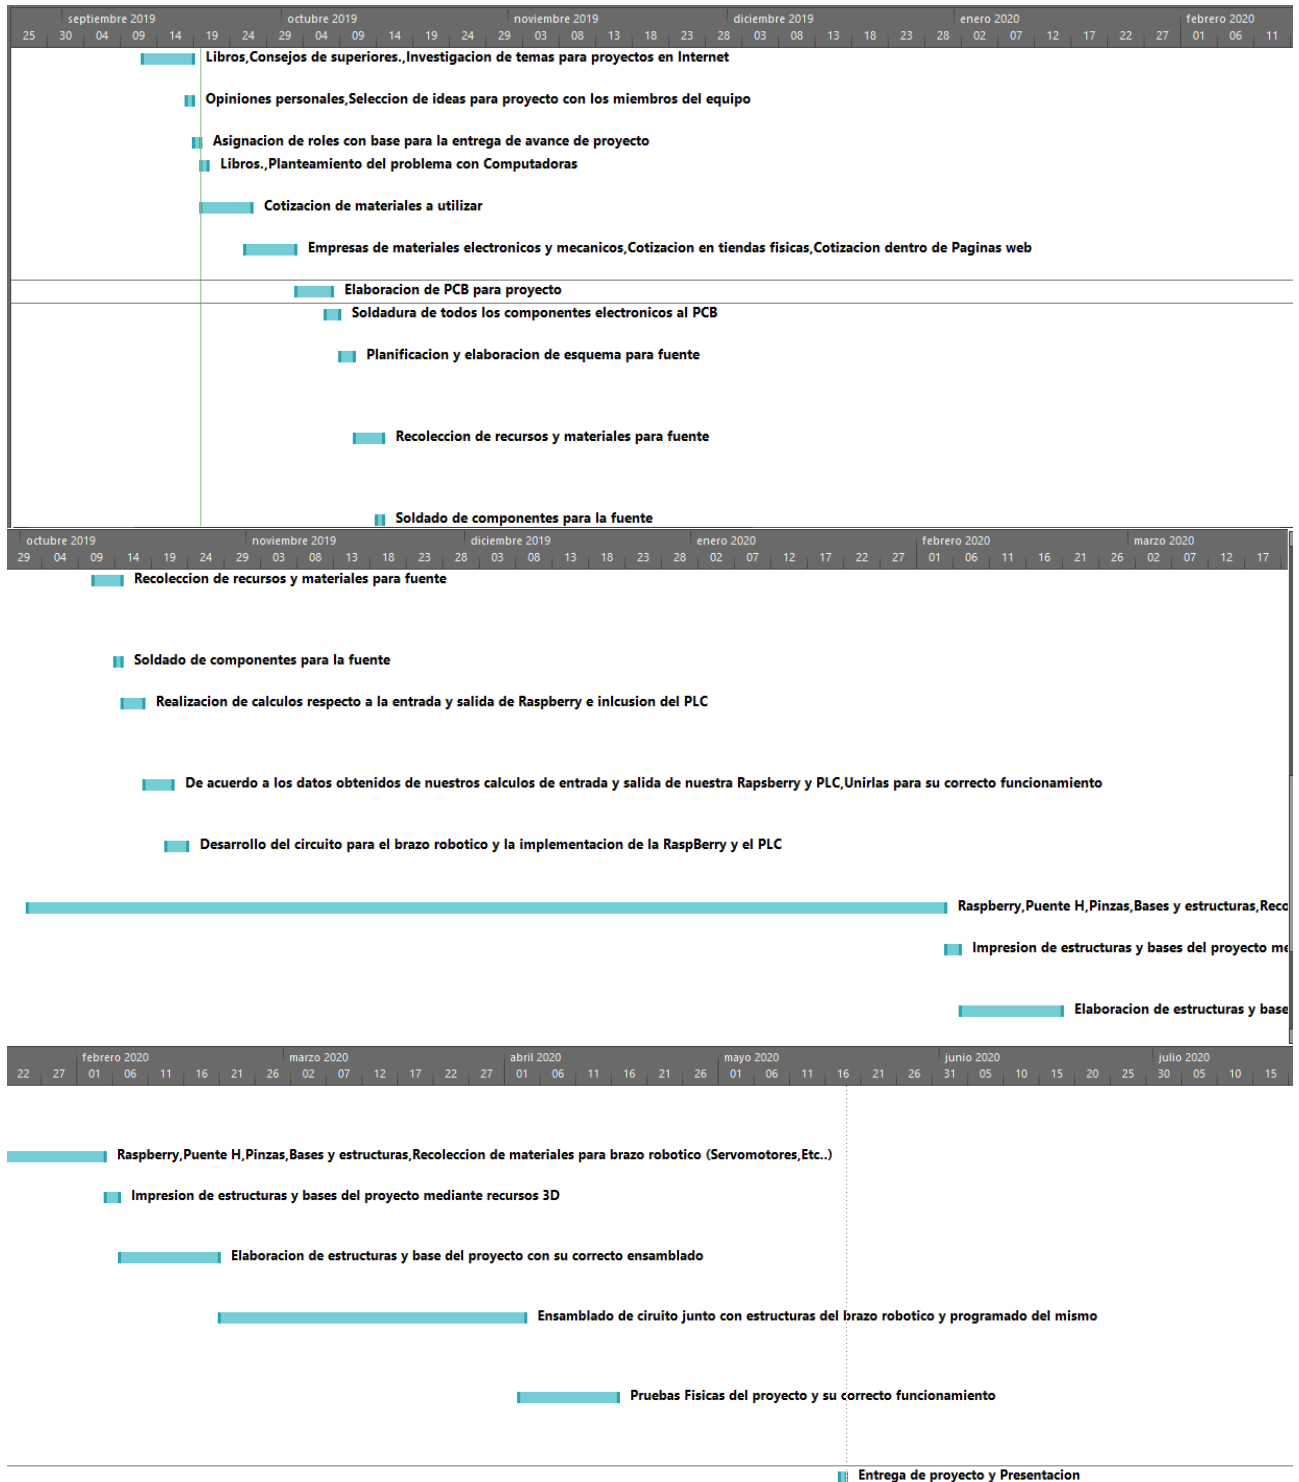 septiembre 2019 octubre 2019 noviembre 2019 diciembre 2019 enero 2020 febrero 2020
25 30 04 09 14 19 24 29 04 09 14 19 24 29 03 08 13 18 23 28 03 08 13 18 23 28 02 07 12 17 22 27 01 06 11
Libros,Consejos de superiores.,Investigacion de temas para proyectos en Internet
Opiniones personales,Seleccion de ideas para proyecto con los miembros del equipo
Asignacion de roles con base para la entrega de avance de proyecto
Libros.,Planteamiento del problema con Computadoras
Cotizacion de materiales a utilizar
Empresas de materiales electronicos y mecanicos,Cotizacion en tiendas fisicas,Cotizacion dentro de Paginas web
Elaboracion de PCB para proyecto
Soldadura de todos los componentes electronicos al PCB
Planificacion y elaboracion de esquema para fuente
Recoleccion de recursos y materiales para fuente
Soldado de componentes para la fuente
octubre 2019 noviembre 2019 diciembre 2019 enero 2020 febrero 2020 marzo 2020
29 04 09 14 19 24 29 03 08 13 18 23 28 03 08 13 18 23 28 02 07 12 17 22 27 01 06 11 16 21 26 02 07 12 17
Recoleccion de recursos y materiales para fuente
Soldado de componentes para la fuente
Realizacion de calculos respecto a la entrada y salida de Raspberry e inlcusion del PLC
De acuerdo a los datos obtenidos de nuestros calculos de entrada y salida de nuestra Rapsberry y PLC,Unirlas para su correcto funcionamiento
Desarrollo del circuito para el brazo robotico y la implementacion de la RaspBerry y el PLC
Raspberry,Puente H,Pinzas,Bases y estructuras,Reco
Impresion de estructuras y bases del proyecto me
Elaboracion de estructuras y base
febrero 2020 marzo 2020 abril 2020 mayo 2020 junio 2020 julio 2020
22 27 01 06 11 16 21 26 02 07 12 17 22 27 01 06 11 16 21 26 01 06 11 16 21 26 31 05 10 15 20 25 30 05 10 15
Raspberry,Puente H,Pinzas,Bases y estructuras,Recoleccion de materiales para brazo robotico (Servomotores,Etc..)
Impresion de estructuras y bases del proyecto mediante recursos 3D
Elaboracion de estructuras y base del proyecto con su correcto ensamblado
Ensamblado de ciruito junto con estructuras del brazo robotico y programado del mismo
Pruebas Fisicas del proyecto y su correcto funcionamiento
Entrega de proyecto y Presentacion